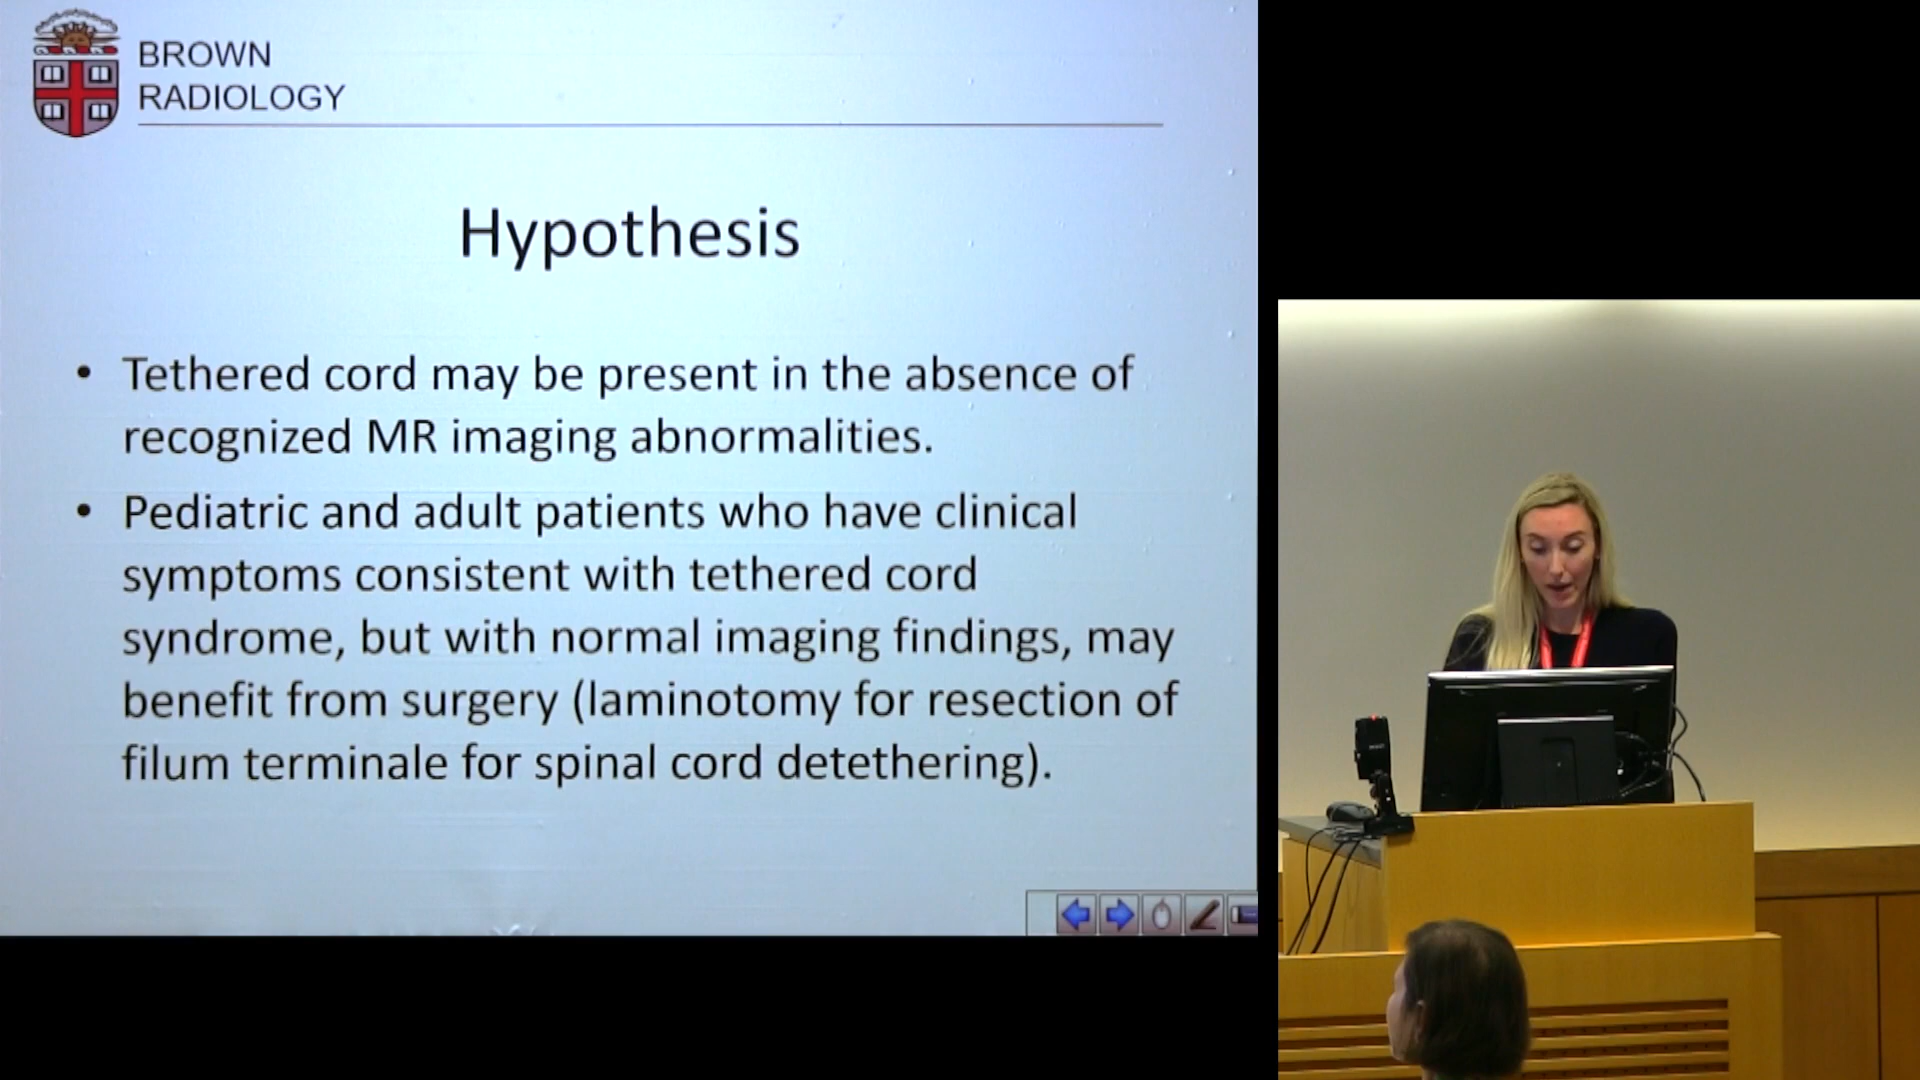 BROWN
RADIOLOGY
Hypothesis
• Tethered cord may be present in the absence of
recognized MR imaging abnormalities.
• Pediatric and adult patients who have clinical
symptoms consistent with tethered cord
syndrome, but with normal imaging findings, may
benefit from surgery (laminotomy for resection of
filum terminale for spinal cord detethering).